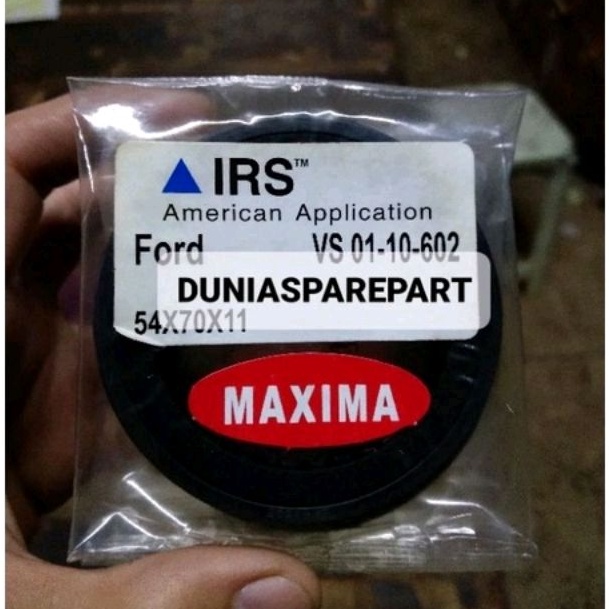 IRS™
American Application
Ford VS 01-10-602
DUNIASPAREPART
54X70X11
MAXIMA